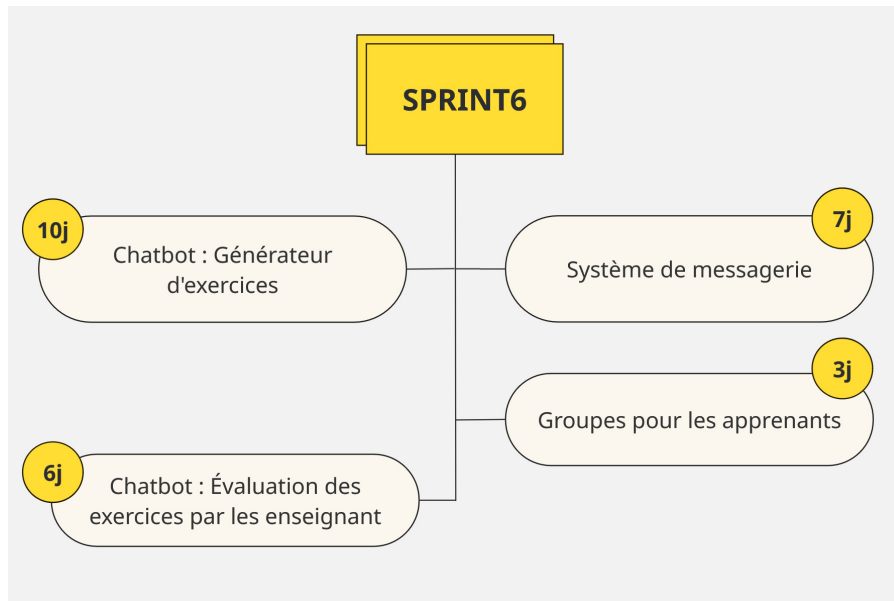 SPRINT6
10j
Chatbot : Générateur
d'exercices
7j
Système de messagerie
3j
Groupes pour les apprenants
6j
Chatbot : Évaluation des
exercices par les enseignant